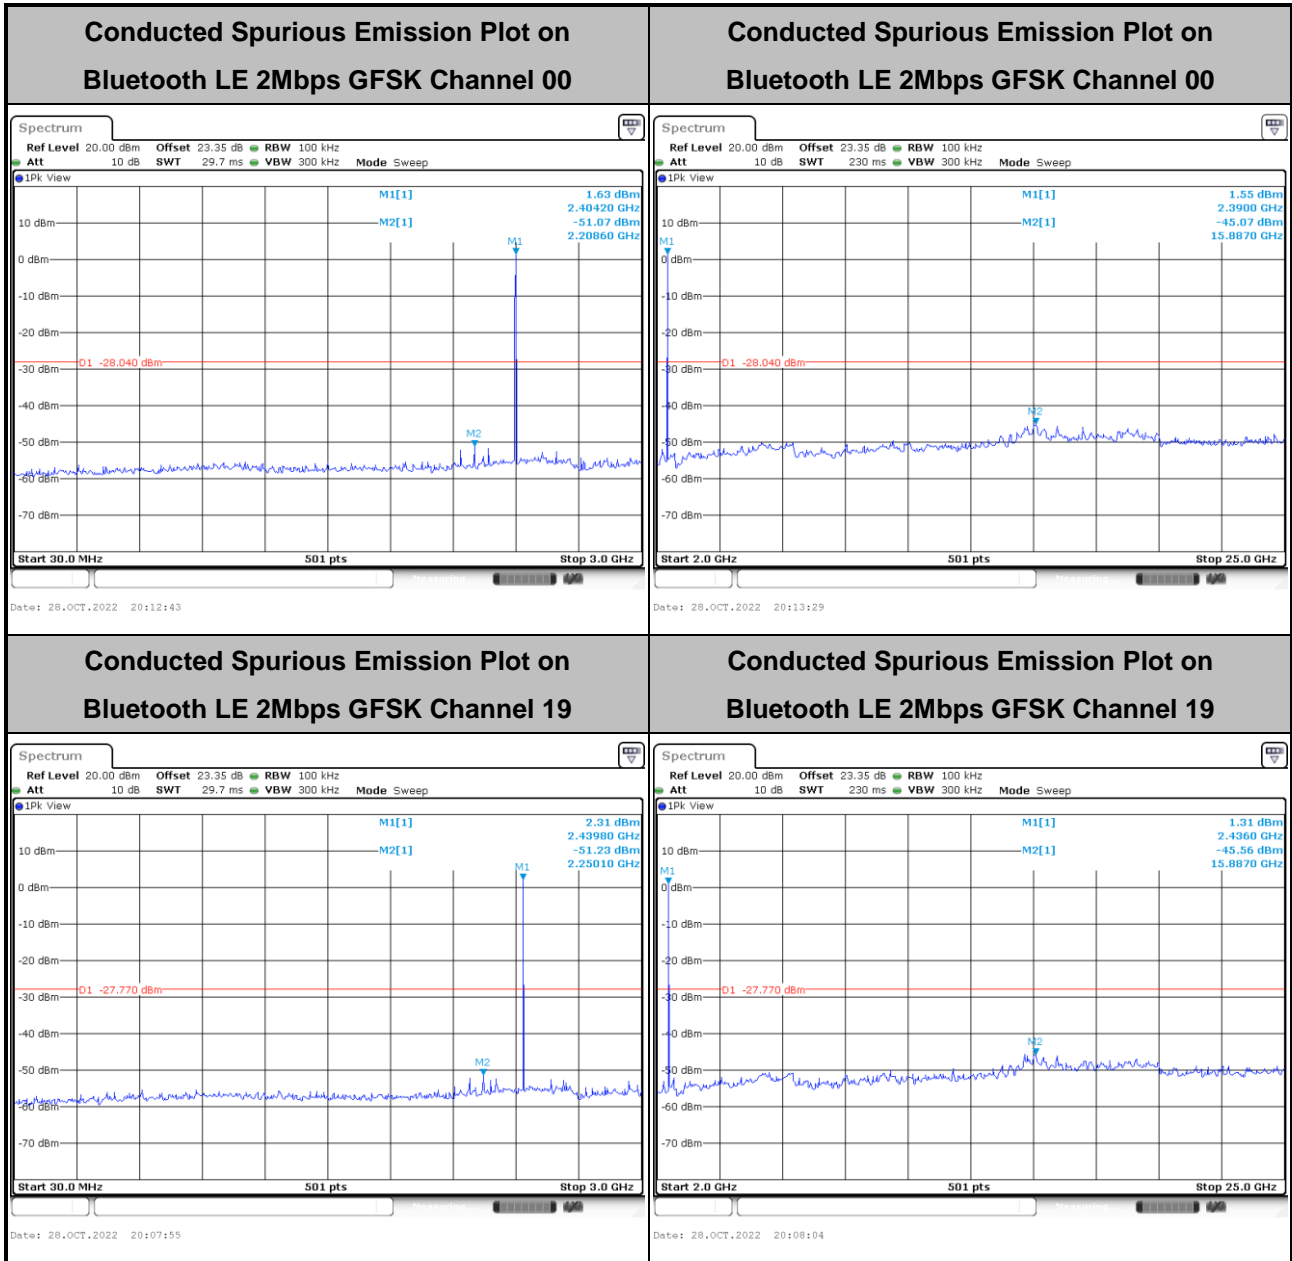 Conducted Spurious Emission Plot on
Bluetooth LE 2Mbps GFSK Channel 00
Spectrum
Ref Level 20.00 dBm Offset 23.35 dB RBW 100 kHz
Att 10 dB SWT 29.7 ms VBW 300 kHz Mode Sweep
1Pk View
M1[1] 1.63 dBm
2.40420 GHz
10 dBm M2[1] -51.07 dBm
2.20860 GHz
M1
0 dBm
-10 dBm
-20 dBm
D1 -28.040 dBm
-30 dBm
-40 dBm
M2
-50 dBm
-60 dBm
-70 dBm
Start 30.0 MHz 501 pts Stop 3.0 GHz
Measuring
Date: 28.OCT.2022 20:12:43
Conducted Spurious Emission Plot on
Bluetooth LE 2Mbps GFSK Channel 00
Spectrum
Ref Level 20.00 dBm Offset 23.35 dB RBW 100 kHz
Att 10 dB SWT 230 ms VBW 300 kHz Mode Sweep
1Pk View
M1[1] 1.55 dBm
2.3900 GHz
10 dBm M2[1] -45.07 dBm
15.8870 GHz
M1
0 dBm
-10 dBm
-20 dBm
D1 -28.040 dBm
-30 dBm
-40 dBm
M2
-50 dBm
-60 dBm
-70 dBm
Start 2.0 GHz 501 pts Stop 25.0 GHz
Measuring
Date: 28.OCT.2022 20:13:29
Conducted Spurious Emission Plot on
Bluetooth LE 2Mbps GFSK Channel 19
Spectrum
Ref Level 20.00 dBm Offset 23.35 dB RBW 100 kHz
Att 10 dB SWT 29.7 ms VBW 300 kHz Mode Sweep
1Pk View
M1[1] 2.31 dBm
2.43980 GHz
10 dBm M2[1] -51.23 dBm
2.25010 GHz
M1
0 dBm
-10 dBm
-20 dBm
D1 -27.770 dBm
-30 dBm
-40 dBm
M2
-50 dBm
-60 dBm
-70 dBm
Start 30.0 MHz 501 pts Stop 3.0 GHz
Measuring
Date: 28.OCT.2022 20:07:55
Conducted Spurious Emission Plot on
Bluetooth LE 2Mbps GFSK Channel 19
Spectrum
Ref Level 20.00 dBm Offset 23.35 dB RBW 100 kHz
Att 10 dB SWT 230 ms VBW 300 kHz Mode Sweep
1Pk View
M1[1] 1.31 dBm
2.4360 GHz
10 dBm M2[1] -45.56 dBm
15.8870 GHz
M1
0 dBm
-10 dBm
-20 dBm
D1 -27.770 dBm
-30 dBm
-40 dBm
M2
-50 dBm
-60 dBm
-70 dBm
Start 2.0 GHz 501 pts Stop 25.0 GHz
Measuring
Date: 28.OCT.2022 20:08:04